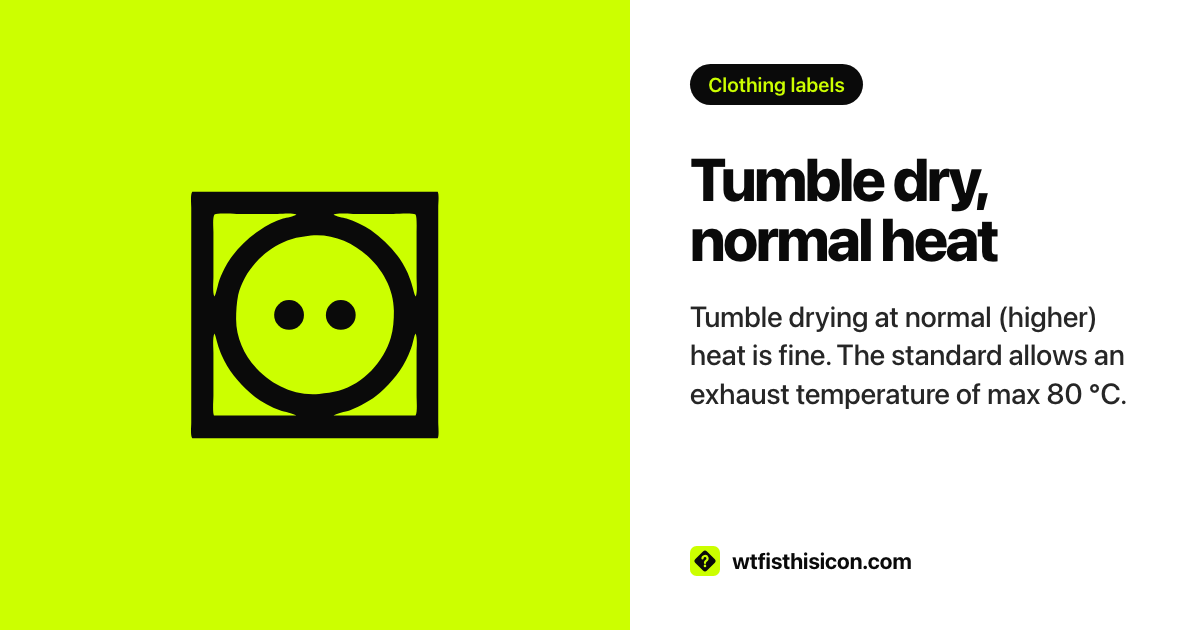 Clothing labels
Tumble dry,
normal heat
Tumble drying at normal (higher)
heat is fine. The standard allows an
exhaust temperature of max 80 °C.
wtfisthisicon.com